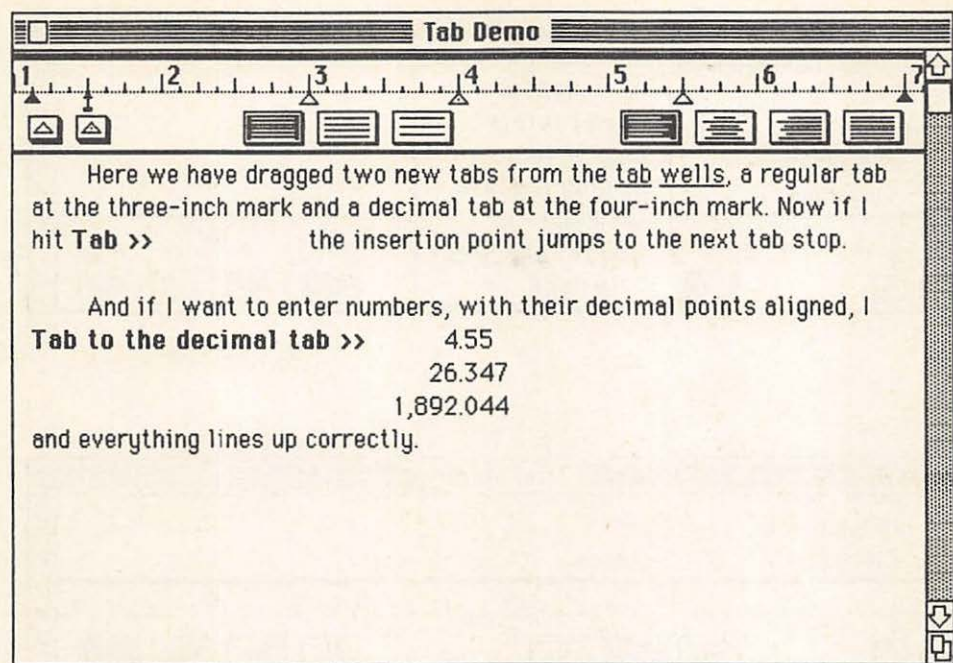 Tab Demo
1 2 3 4 5 6 7
Here we have dragged two new tabs from the tab wells, a regular tab
at the three-inch mark and a decimal tab at the four-inch mark. Now if I
hit Tab >> the insertion point jumps to the next tab stop.
And if I want to enter numbers, with their decimal points aligned, I
Tab to the decimal tab >> 4.55
26.347
1,892.044
and everything lines up correctly.